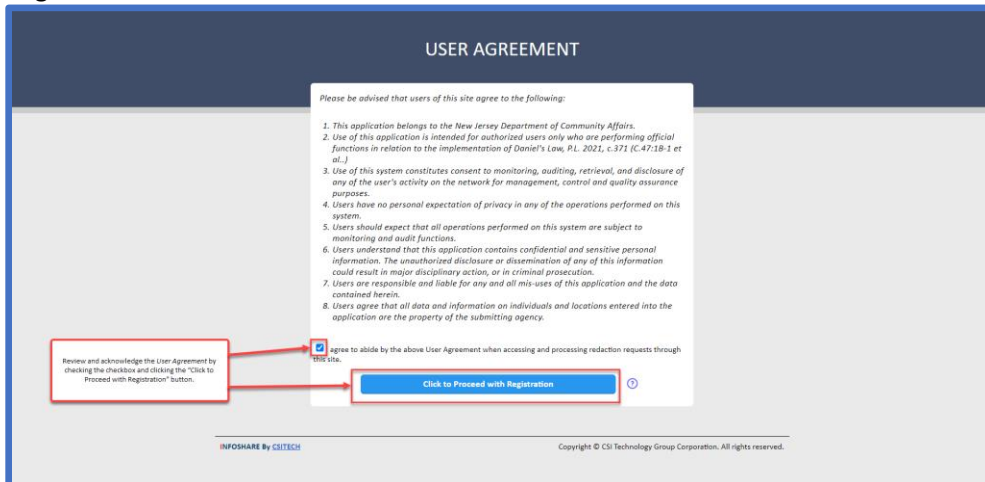 USER AGREEMENT
Please be advised that users of this site agree to the following:
1. This application belongs to the New Jersey Department of Community Affairs.
2. Use of this application is intended for authorized users only who are performing official
functions in relation to the implementation of Daniel's Law, P.L. 2021, c.371 (C.47:18-1 et
al..)
3. Use of this system constitutes consent to monitoring, auditing, retrieval, and disclosure of
any of the user's activity on the network for management, control and quality assurance
purposes.
4. Users have no personal expectation of privacy in any of the operations performed on this
system.
5. Users should expect that all operations performed on this system are subject to
monitoring and audit functions.
6. Users understand that this application contains confidential and sensitive personal
information. The unauthorized disclosure or dissemination of any of this information
could result in major disciplinary action, or in criminal prosecution.
7. Users are responsible and liable for any and all mis-uses of this application and the data
contained herein.
8. Users agree that all data and information on individuals and locations entered into the
application are the property of the submitting agency.
agree to abide by the above User Agreement when accessing and processing redaction requests through
this site.
Review and acknowledge the User Agreement by
checking the checkbox and clicking the "Click to
Proceed with Registration" button.
Click to Proceed with Registration
?
INFOSHARE By CSITECH
Copyright © CSI Technology Group Corporation. All rights reserved.